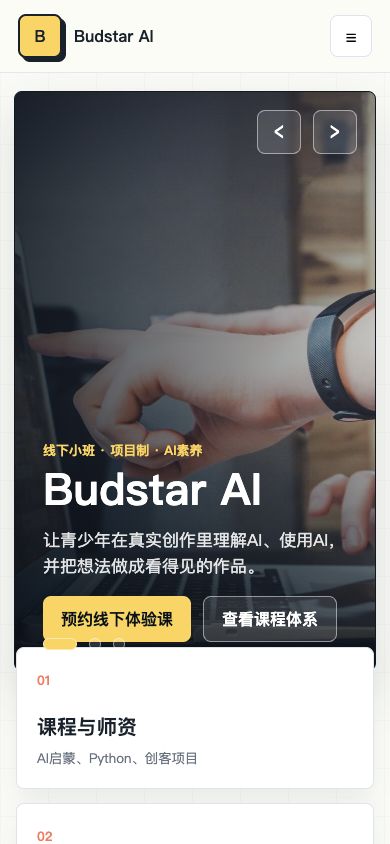 B
Budstar AI
≡
<
>
线下小班 · 项目制 · AI素养
Budstar AI
让青少年在真实创作里理解AI、使用AI，
并把想法做成看得见的作品。
预约线下体验课
查看课程体系
01
课程与师资
AI启蒙、Python、创客项目
02